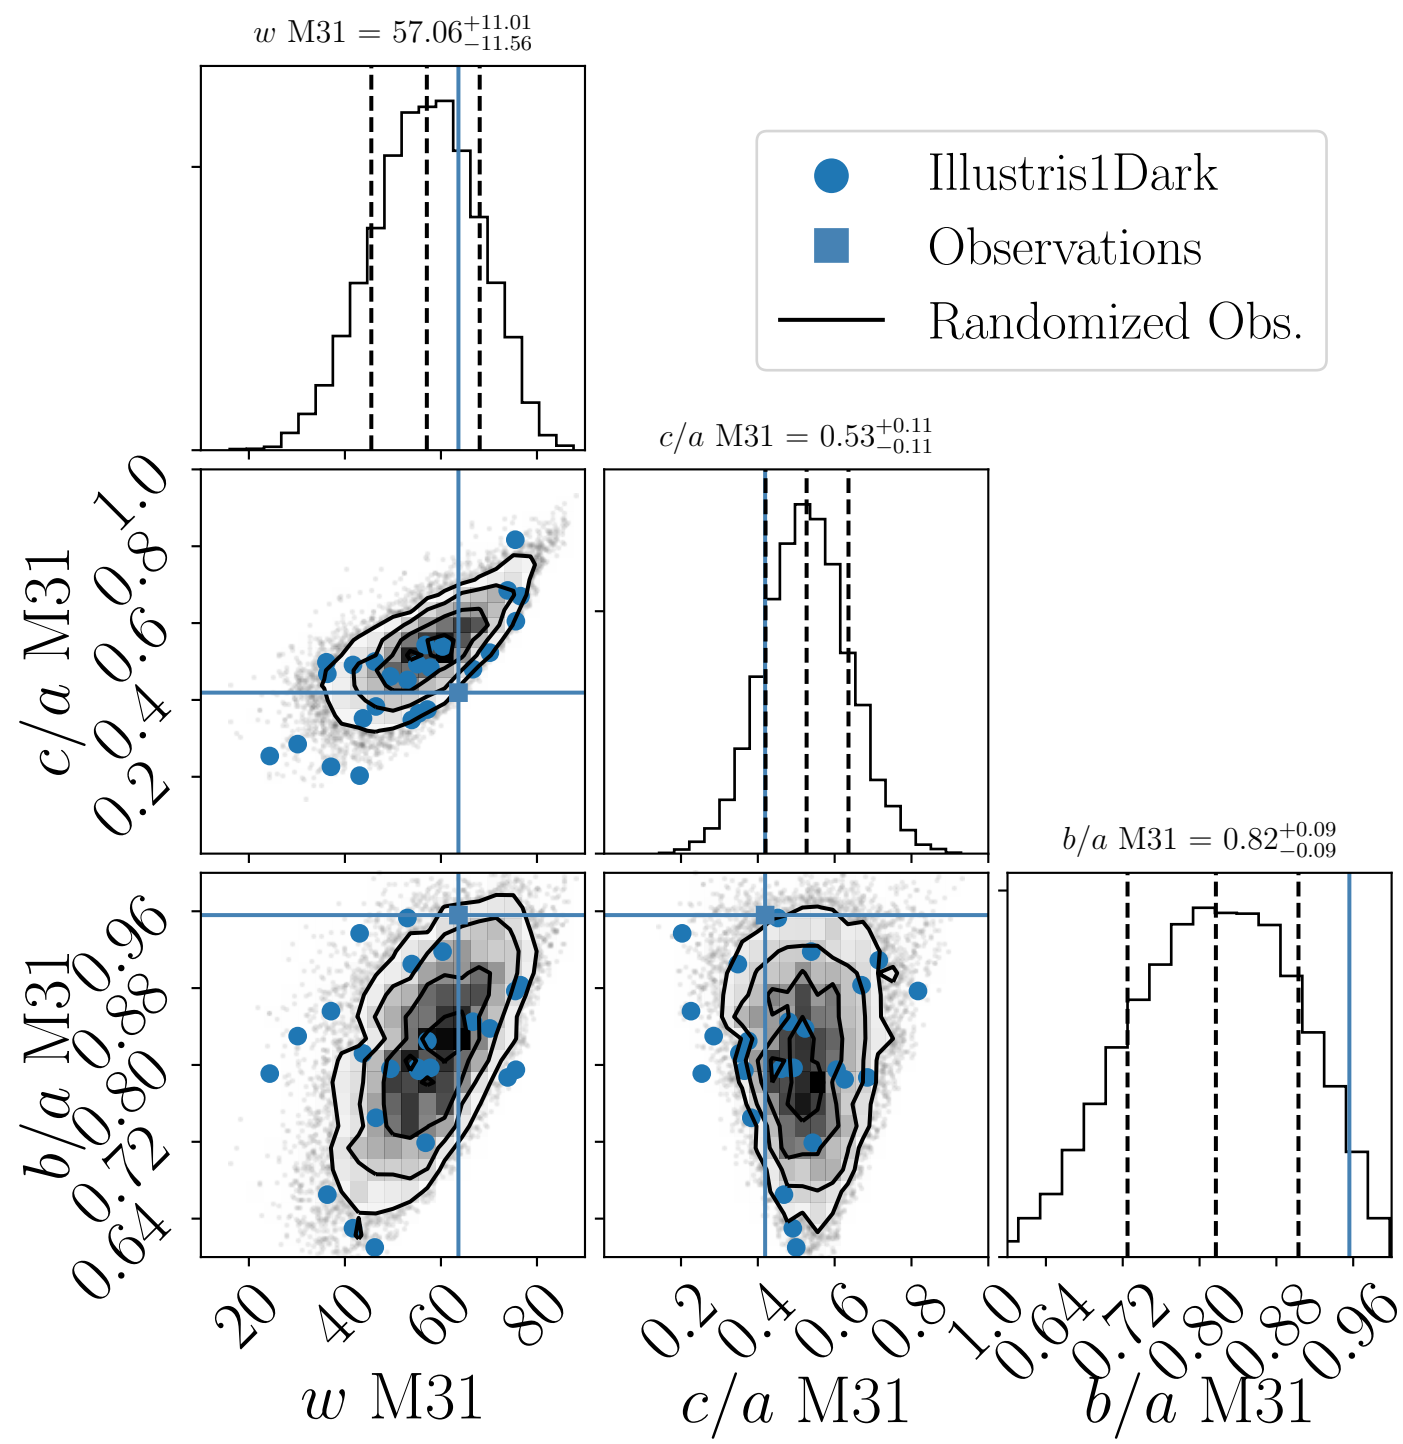 w M31 = 57.06^{+11.01}_{-11.56}
Illustris1Dark
Observations
Randomized Obs.
c/a M31 = 0.53^{+0.11}_{-0.11}
1.0
0.8
0.6
0.4
0.2
c/a M31
b/a M31 = 0.82^{+0.09}_{-0.09}
0.96
0.88
0.80
0.72
0.64
b/a M31
20 40 60 80
w M31
0.2 0.4 0.6 0.8 1.0
c/a M31
0.64 0.72 0.80 0.88 0.96
b/a M31